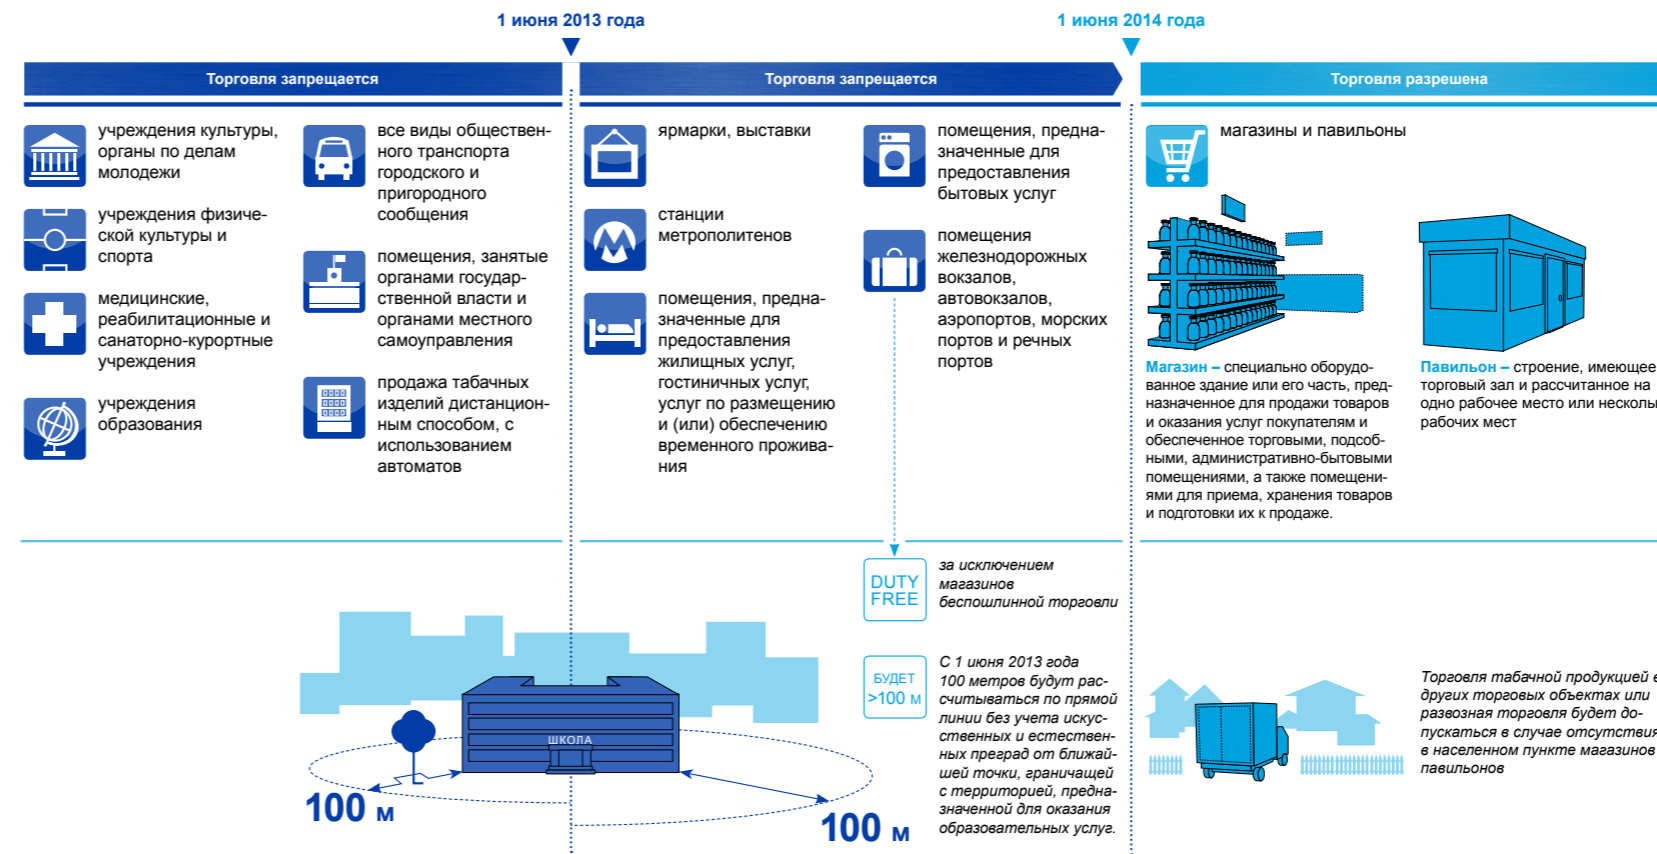 1 июня 2013 года
1 июня 2014 года
Торговля запрещается
Торговля запрещается
Торговля разрешена
учреждения культуры,
органы по делам
молодежи
учреждения физиче-
ской культуры и
спорта
медицинские,
реабилитационные и
санаторно-курортные
учреждения
учреждения
образования
все виды обществен-
ного транспорта
городского и
пригородного
сообщения
помещения, занятые
органами государ-
ственной власти и
органами местного
самоуправления
продажа табачных
изделий дистанцион-
ным способом, с
использованием
автоматов
ярмарки, выставки
станции
метрополитенов
помещения, предна-
значенные для
предоставления
жилищных услуг,
гостиничных услуг,
услуг по размещению
и (или) обеспечению
временного прожива-
ния
помещения, предна-
значенные для
предоставления
бытовых услуг
помещения
железнодорожных
вокзалов,
автовокзалов,
аэропортов, морских
портов и речных
портов
магазины и павильоны
Магазин – специально оборудо-
ванное здание или его часть, пред-
назначенное для продажи товаров
и оказания услуг покупателям и
обеспеченное торговыми, подсоб-
ными, административно-бытовыми
помещениями, а также помещени-
ями для приема, хранения товаров
и подготовки их к продаже.
Павильон – строение, имеющее
торговый зал и рассчитанное на
одно рабочее место или несколь
рабочих мест
DUTY
FREE
за исключением
магазинов
беспошлинной торговли
БУДЕТ
>100 м
С 1 июня 2013 года
100 метров будут рас-
считываться по прямой
линии без учета искус-
ственных и естествен-
ных преград от ближай-
шей точки, граничащей
с территорией, предна-
значенной для оказания
образовательных услуг.
ШКОЛА
100 м
100 м
Торговля табачной продукцией
других торговых объектах или
развозная торговля будет до-
пускаться в случае отсутствия
в населенном пункте магазинов
павильонов